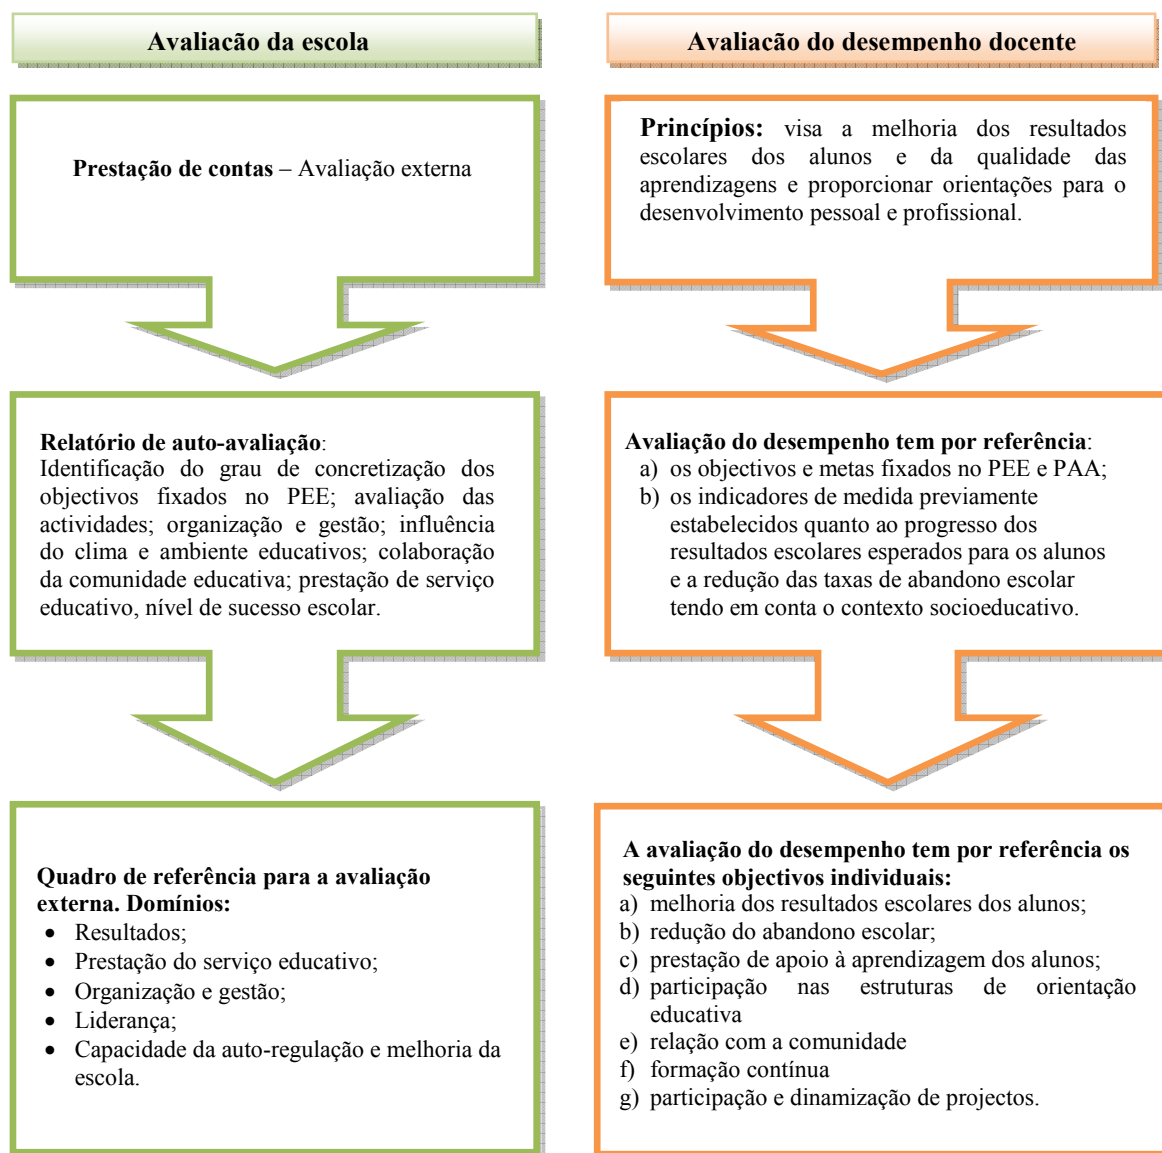 Avaliação da escola
Prestação de contas – Avaliação externa
Relatório de auto-avaliação:
Identificação do grau de concretização dos
objectivos fixados no PEE; avaliação das
actividades; organização e gestão; influência
do clima e ambiente educativos; colaboração
da comunidade educativa; prestação de serviço
educativo, nível de sucesso escolar.
Quadro de referência para a avaliação
externa. Domínios:
• Resultados;
• Prestação do serviço educativo;
• Organização e gestão;
• Liderança;
• Capacidade da auto-regulação e melhoria da
escola.
Avaliação do desempenho docente
Princípios: visa a melhoria dos resultados
escolares dos alunos e da qualidade das
aprendizagens e proporcionar orientações para o
desenvolvimento pessoal e profissional.
Avaliação do desempenho tem por referência:
a) os objectivos e metas fixados no PEE e PAA;
b) os indicadores de medida previamente
estabelecidos quanto ao progresso dos
resultados escolares esperados para os alunos
e a redução das taxas de abandono escolar
tendo em conta o contexto socioeducativo.
A avaliação do desempenho tem por referência os
seguintes objectivos individuais:
a) melhoria dos resultados escolares dos alunos;
b) redução do abandono escolar;
c) prestação de apoio à aprendizagem dos alunos;
d) participação nas estruturas de orientação
educativa
e) relação com a comunidade
f) formação contínua
g) participação e dinamização de projectos.